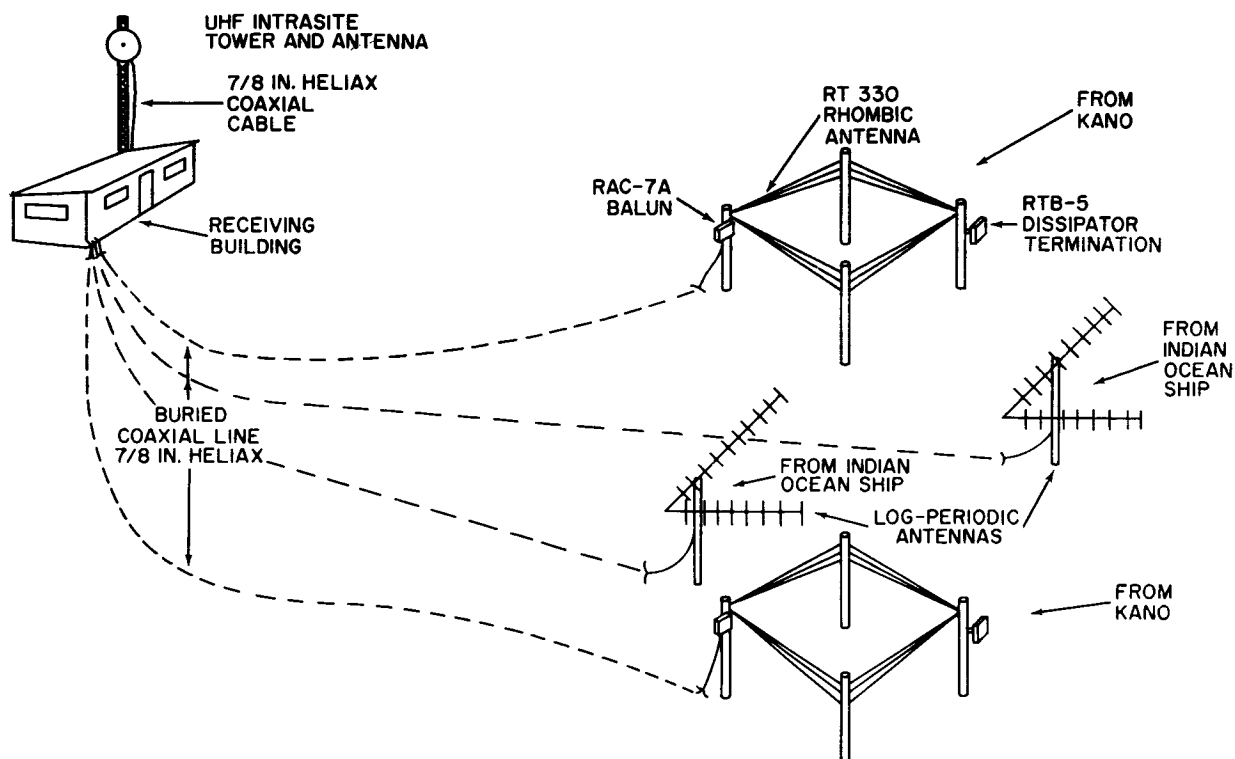 UHF INTRASITE
TOWER AND ANTENNA
7/8 IN. HELIAX
COAXIAL
CABLE
RECEIVING
BUILDING
RT 330
RHOMBIC
ANTENNA
FROM
KANO
RAC-7A
BALUN
RTB-5
DISSIPATOR
TERMINATION
FROM
INDIAN
OCEAN
SHIP
BURIED
COAXIAL LINE
7/8 IN. HELIAX
FROM INDIAN
OCEAN SHIP
LOG-PERIODIC
ANTENNAS
FROM
KANO